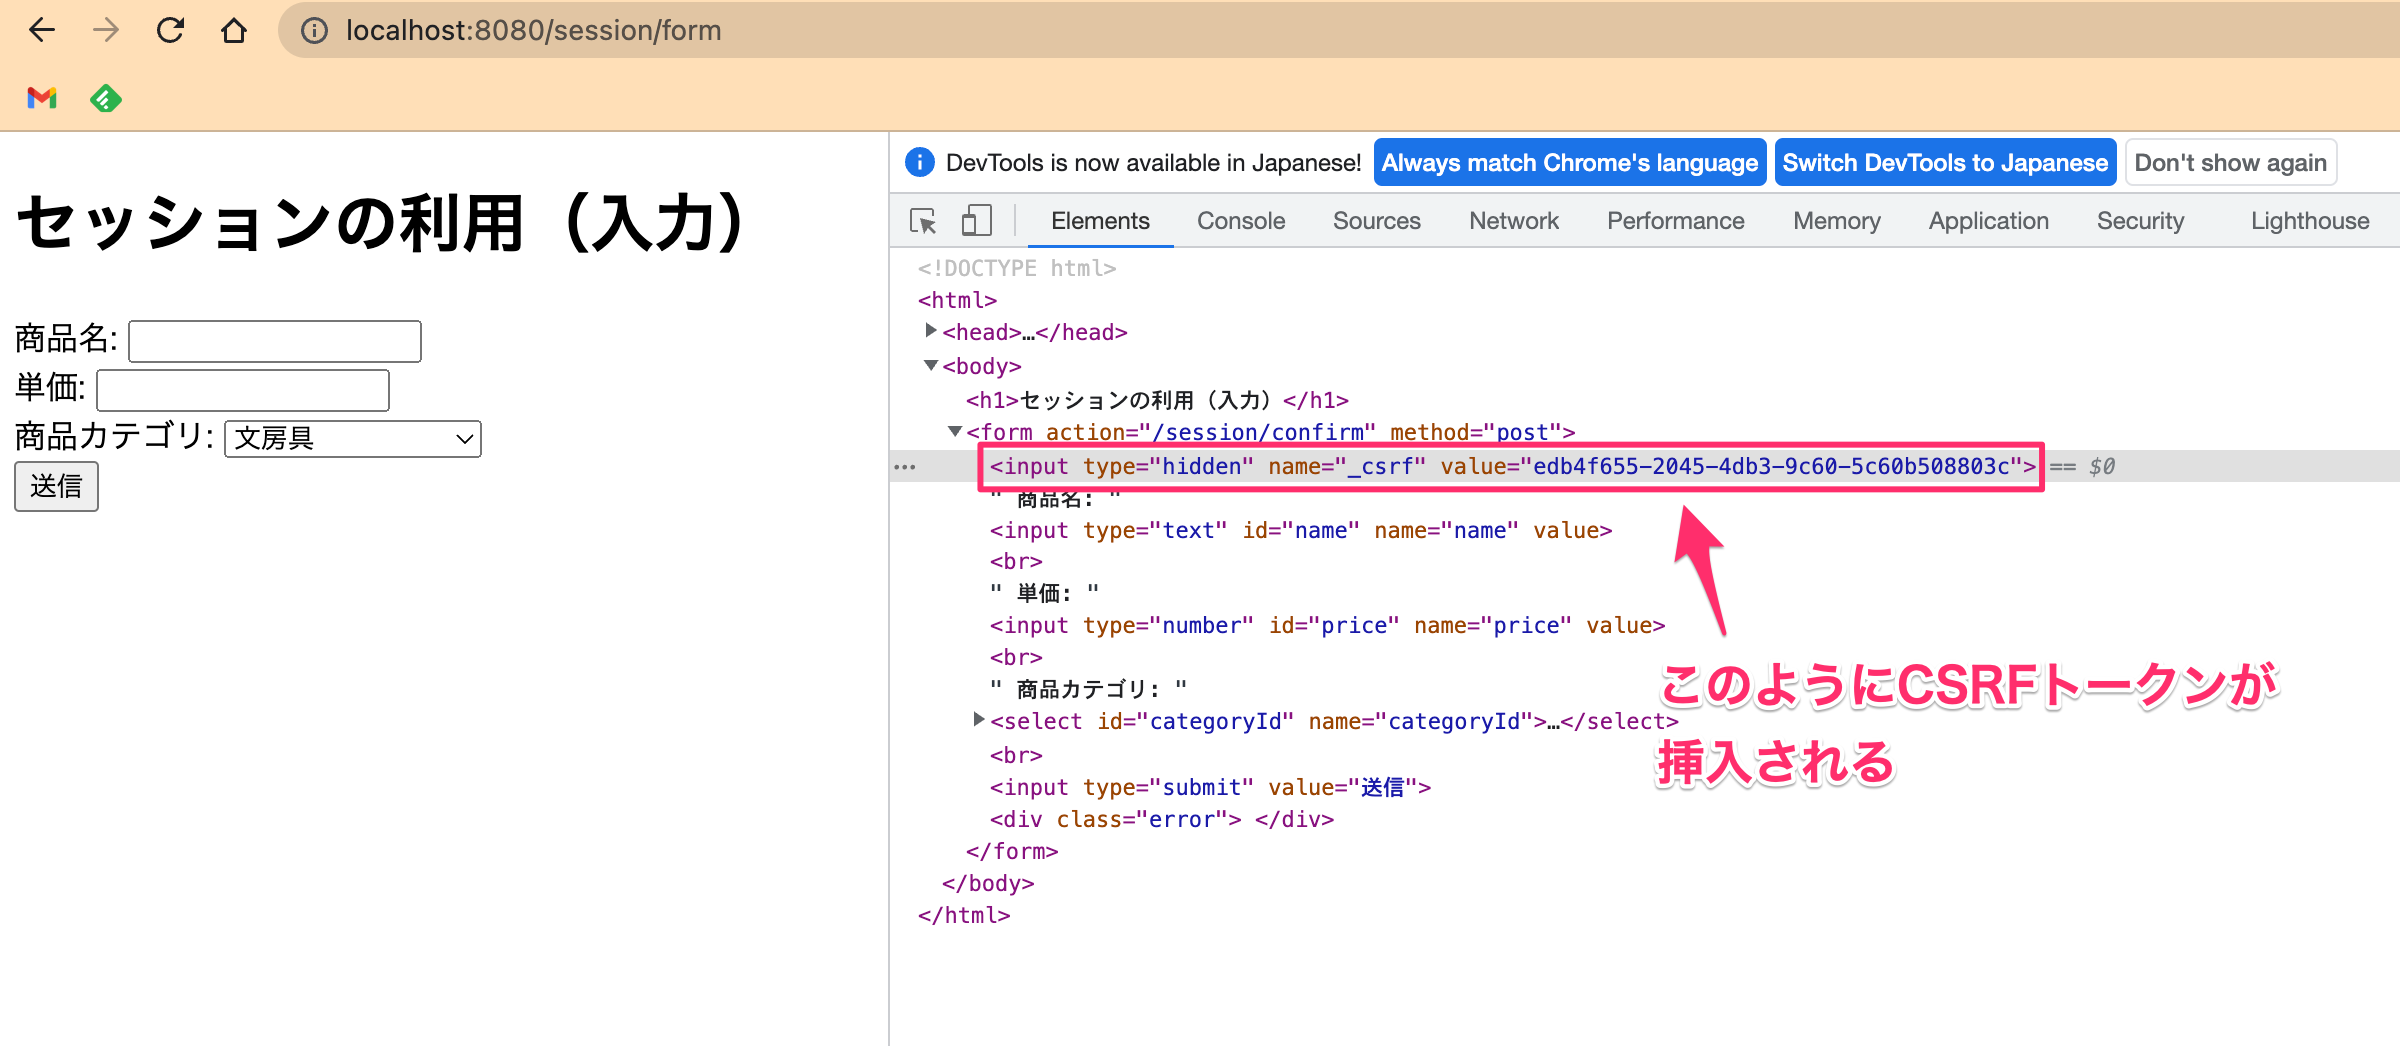 localhost:8080/session/form
セッションの利用（入力）
商品名:
単価:
商品カテゴリ: 文房具
送信
DevTools is now available in Japanese! Always match Chrome's language Switch DevTools to Japanese Don't show again
Elements Console Sources Network Performance Memory Application Security Lighthouse
<!DOCTYPE html>
<html>
<head>…</head>
<body>
<h1>セッションの利用（入力）</h1>
<form action="/session/confirm" method="post">
<input type="hidden" name="_csrf" value="edb4f655-2045-4db3-9c60-5c60b508803c"> == $0
" 商品名: "
<input type="text" id="name" name="name" value>
<br>
" 単価: "
<input type="number" id="price" name="price" value>
<br>
" 商品カテゴリ: "
<select id="categoryId" name="categoryId">…</select>
<br>
<input type="submit" value="送信">
<div class="error"> </div>
</form>
</body>
</html>
このようにCSRFトークンが
挿入される